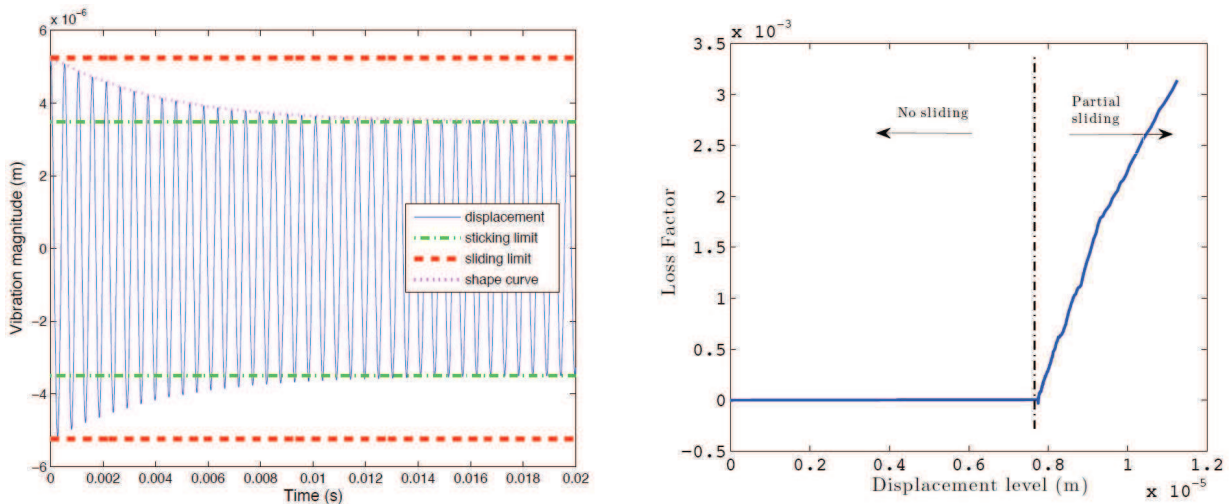 × 10⁻⁶
6
4
2
0
−2
−4
−6
Vibration magnitude (m)
displacement
sticking limit
sliding limit
shape curve
0 0.002 0.004 0.006 0.008 0.01 0.012 0.014 0.016 0.018 0.02
Time (s)
x 10⁻³
3.5
3
2.5
2
1.5
1
0.5
0
−0.5
Loss Factor
No sliding
Partial
sliding
0 0.2 0.4 0.6 0.8 1 1.2
Displacement level (m)
x 10⁻⁵